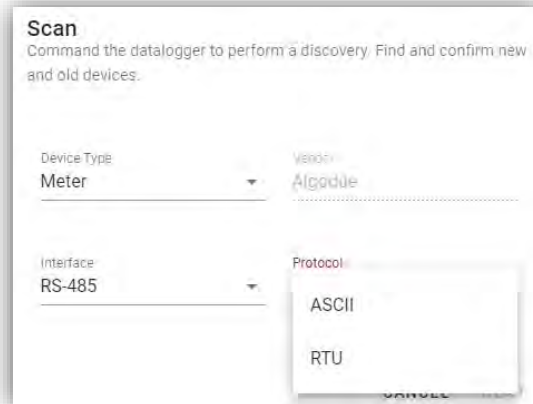 Scan
Command the datalogger to perform a discovery. Find and confirm new
and old devices.
Device Type
Vendor
Meter
Algodue
Interface
Protocol
RS-485
ASCII
RTU
CANCEL